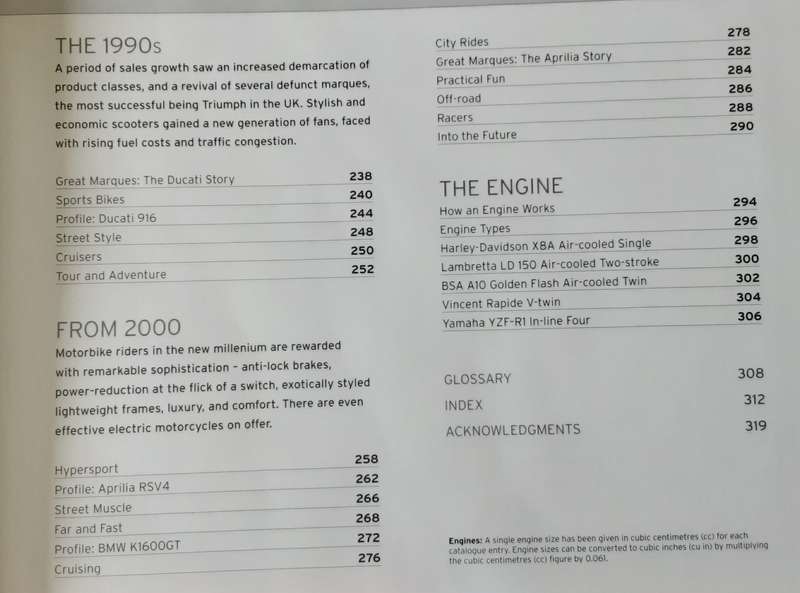 THE 1990s
A period of sales growth saw an increased demarcation of
product classes, and a revival of several defunct marques,
the most successful being Triumph in the UK. Stylish and
economic scooters gained a new generation of fans, faced
with rising fuel costs and traffic congestion.
Great Marques: The Ducati Story 238
Sports Bikes 240
Profile: Ducati 916 244
Street Style 248
Cruisers 250
Tour and Adventure 252
FROM 2000
Motorbike riders in the new millenium are rewarded
with remarkable sophistication – anti-lock brakes,
power-reduction at the flick of a switch, exotically styled
lightweight frames, luxury, and comfort. There are even
effective electric motorcycles on offer.
Hypersport 258
Profile: Aprilia RSV4 262
Street Muscle 266
Far and Fast 268
Profile: BMW K1600GT 272
Cruising 276
City Rides 278
Great Marques: The Aprilia Story 282
Practical Fun 284
Off-road 286
Racers 288
Into the Future 290
THE ENGINE
How an Engine Works 294
Engine Types 296
Harley-Davidson X8A Air-cooled Single 298
Lambretta LD 150 Air-cooled Two-stroke 300
BSA A10 Golden Flash Air-cooled Twin 302
Vincent Rapide V-twin 304
Yamaha YZF-R1 In-line Four 306
GLOSSARY 308
INDEX 312
ACKNOWLEDGMENTS 319
Engines: A single engine size has been given in cubic centimetres (cc) for each
catalogue entry. Engine sizes can be converted to cubic inches (cu in) by multiplying
the cubic centimetres (cc) figure by 0.061.